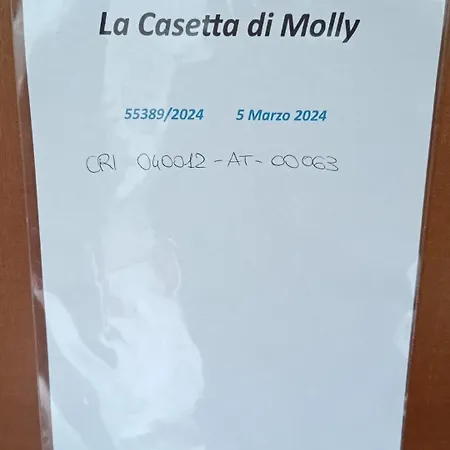 La Casetta di Molly
55389/2024 5 Marzo 2024
CRI 040012-AT-00063